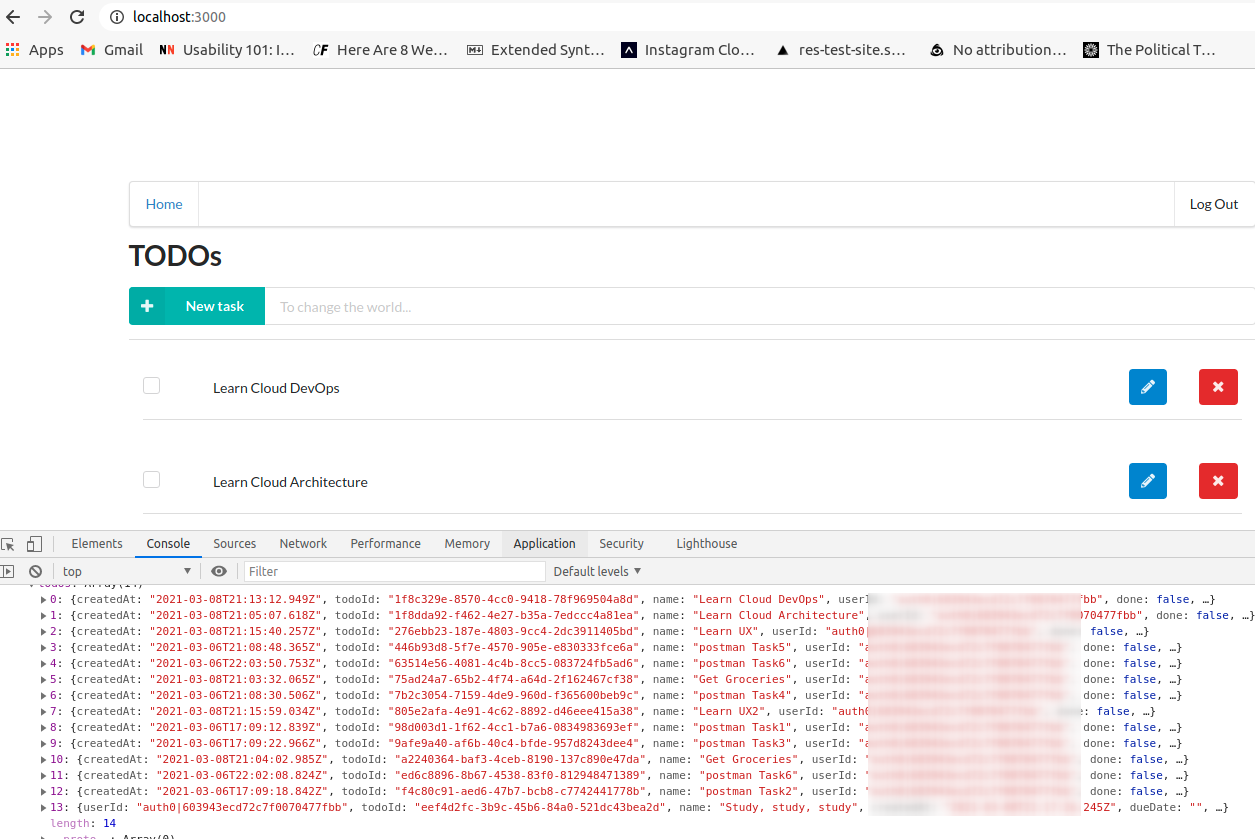 localhost:3000
Apps Gmail Usability 101: I... Here Are 8 We... Extended Synt... Instagram Clo... res-test-site.s... No attribution... The Political T...
Home Log Out
TODOs
New task To change the world...
Learn Cloud DevOps
Learn Cloud Architecture
Elements Console Sources Network Performance Memory Application Security Lighthouse
top Filter Default levels
0: {createdAt: "2021-03-08T21:13:12.949Z", todoId: "1f8c329e-8570-4cc0-9418-78f969504a8d", name: "Learn Cloud DevOps", userId: fbb", done: false, …}
1: {createdAt: "2021-03-08T21:05:07.618Z", todoId: "1f8dda92-f462-4e27-b35a-7edccc4a81ea", name: "Learn Cloud Architecture", 070477fbb", done: false, …}
2: {createdAt: "2021-03-08T21:15:40.257Z", todoId: "276ebb23-187e-4803-9cc4-2dc3911405bd", name: "Learn UX", userId: "auth0 false, …}
3: {createdAt: "2021-03-06T21:08:48.365Z", todoId: "446b93d8-5f7e-4570-905e-e830333fce6a", name: "postman Task5", userId: "a done: false, …}
4: {createdAt: "2021-03-06T22:03:50.753Z", todoId: "63514e56-4081-4c4b-8cc5-083724fb5ad6", name: "postman Task6", userId: "a done: false, …}
5: {createdAt: "2021-03-08T21:03:32.065Z", todoId: "75ad24a7-65b2-4f74-a64d-2f162467cf38", name: "Get Groceries", userId: "a done: false, …}
6: {createdAt: "2021-03-06T21:08:30.506Z", todoId: "7b2c3054-7159-4de9-960d-f365600beb9c", name: "postman Task4", userId: "a done: false, …}
7: {createdAt: "2021-03-08T21:15:59.034Z", todoId: "805e2afa-4e91-4c62-8892-d46eee415a38", name: "Learn UX2", userId: "auth0 false, …}
8: {createdAt: "2021-03-06T17:09:12.839Z", todoId: "98d003d1-1f62-4cc1-b7a6-0834983693ef", name: "postman Task1", userId: "a done: false, …}
9: {createdAt: "2021-03-06T17:09:22.966Z", todoId: "9afe9a40-af6b-40c4-bfde-957d8243dee4", name: "postman Task3", userId: "a done: false, …}
10: {createdAt: "2021-03-08T21:04:02.985Z", todoId: "a2240364-baf3-4ceb-8190-137c890e47da", name: "Get Groceries", userId: " done: false, …}
11: {createdAt: "2021-03-06T22:02:08.824Z", todoId: "ed6c8896-8b67-4538-83f0-812948471389", name: "postman Task6", userId: " done: false, …}
12: {createdAt: "2021-03-06T17:09:18.842Z", todoId: "f4c80c91-aed6-47b7-bcb8-c7742441778b", name: "postman Task2", userId: " done: false, …}
13: {userId: "auth0|603943ecd72c7f0070477fbb", todoId: "eef4d2fc-3b9c-45b6-84a0-521dc43bea2d", name: "Study, study, study", 245Z", dueDate: "", …}
length: 14